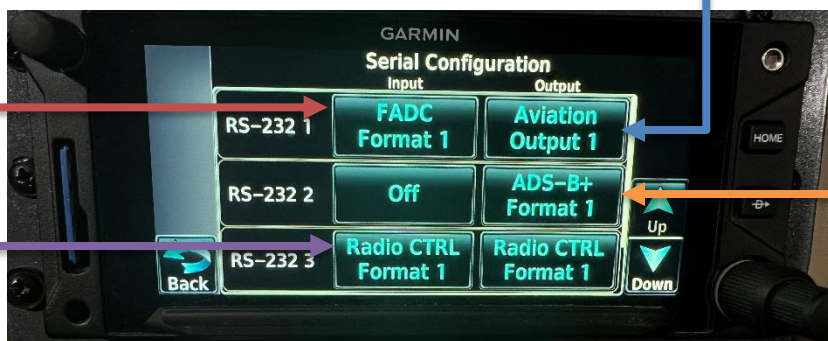 GARMIN
Serial Configuration
Input Output
RS-232 1
FADC
Format 1
Aviation
Output 1
RS-232 2
Off
ADS-B+
Format 1
RS-232 3
Radio CTRL
Format 1
Radio CTRL
Format 1
Up
Back
Down
HOME
D